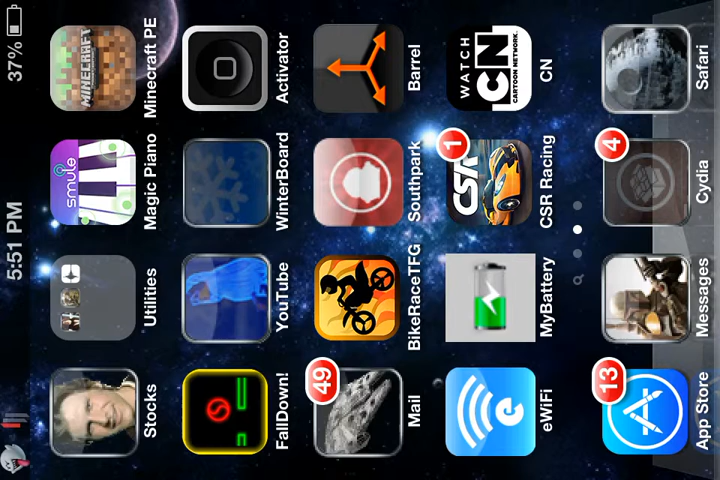 5:51 PM 37%
smule MINECRAFT
Stocks Utilities Magic Piano Minecraft PE
FallDown! YouTube WinterBoard Activator
49
Mail BikeRaceTFG Southpark Barrel
1
CSR
WATCH
CN
CARTOON NETWORK
eWiFi MyBattery CSR Racing CN
13 4
App Store Messages Cydia Safari